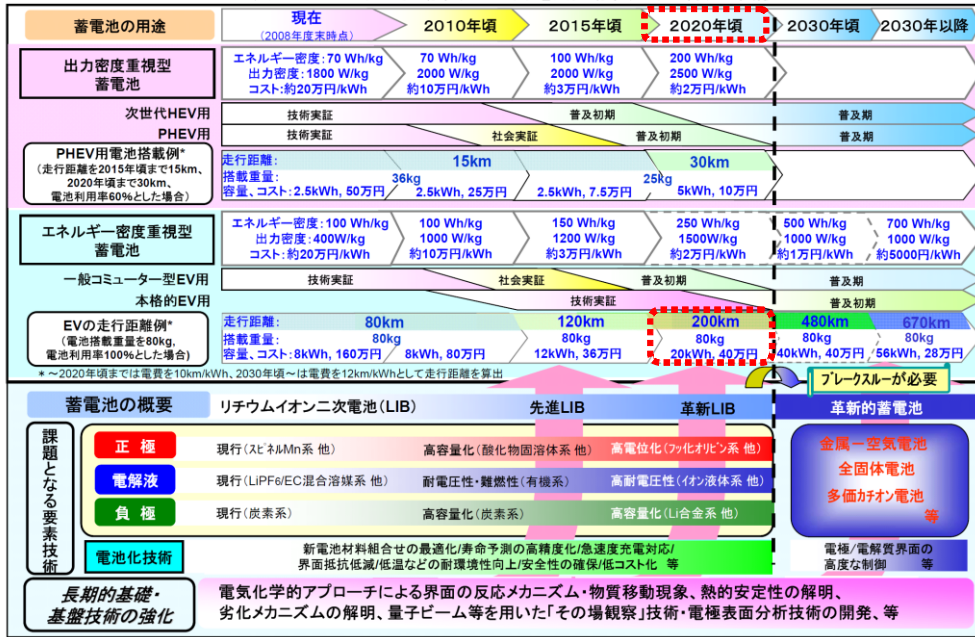 蓄電池の用途
現在
(2008年度末時点)
2010年頃
2015年頃
2020年頃
2030年頃
2030年以降
出力密度重視型
蓄電池
エネルギー密度:70 Wh/kg
出力密度:1800 W/kg
コスト:約20万円/kWh
70 Wh/kg
2000 W/kg
約10万円/kWh
100 Wh/kg
2000 W/kg
約3万円/kWh
200 Wh/kg
2500 W/kg
約2万円/kWh
次世代HEV用
技術実証
普及初期
普及期
PHEV用
技術実証
社会実証
普及初期
普及期
PHEV用電池搭載例*
(走行距離を2015年頃まで15km、
2020年頃まで30km、
電池利用率60%とした場合)
走行距離:
15km
30km
搭載重量:
36kg
25kg
容量、コスト:2.5kWh, 50万円
2.5kWh, 25万円
2.5kWh, 7.5万円
5kWh, 10万円
エネルギー密度重視型
蓄電池
エネルギー密度:100 Wh/kg
出力密度:400W/kg
コスト:約20万円/kWh
100 Wh/kg
1000 W/kg
約10万円/kWh
150 Wh/kg
1200 W/kg
約3万円/kWh
250 Wh/kg
1500W/kg
約2万円/kWh
500 Wh/kg
1000 W/kg
約1万円/kWh
700 Wh/kg
1000 W/kg
約5000円/kWh
一般コミューター型EV用
技術実証
社会実証
普及初期
普及期
本格的EV用
技術実証
普及初期
EVの走行距離例*
(電池搭載重量を80kg,
電池利用率100%とした場合)
走行距離:
80km
120km
200km
480km
670km
搭載重量:
80kg
80kg
80kg
80kg
80kg
容量、コスト:8kWh, 160万円
8kWh, 80万円
12kWh, 36万円
20kWh, 40万円
40kWh, 40万円
56kWh, 28万円
*~2020年頃までは電費を10km/kWh、2030年頃~は電費を12km/kWhとして走行距離を算出
ブレークスルーが必要
蓄電池の概要
リチウムイオン二次電池(LIB)
先進LIB
革新LIB
革新的蓄電池
課題となる要素技術
正極
現行(スピネルMn系 他)
高容量化(酸化物固溶体系 他)
高電位化(フッ化オリビン系 他)
電解液
現行(LiPF6/EC混合溶媒系 他)
耐電圧性・難燃性(有機系)
高耐電圧性(イオン液体系 他)
負極
現行(炭素系)
高容量化(炭素系)
高容量化(Li合金系 他)
金属-空気電池
全固体電池
多価カチオン電池
等
電池化技術
新電池材料組合せの最適化/寿命予測の高精度化/急速度充電対応/
界面抵抗低減/低温などの耐環境性向上/安全性の確保/低コスト化 等
電極/電解質界面の
高度な制御 等
長期的基礎・
基盤技術の強化
電気化学的アプローチによる界面の反応メカニズム・物質移動現象、熱的安定性の解明、
劣化メカニズムの解明、量子ビーム等を用いた「その場観察」技術・電極表面分析技術の開発、等